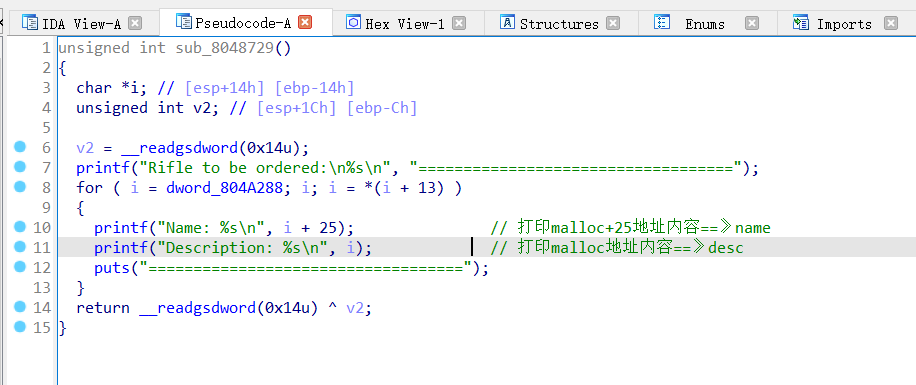 IDA View-A Pseudocode-A Hex View-1 Structures Enums Imports
1 unsigned int sub_8048729()
2 {
3 char *i; // [esp+14h] [ebp-14h]
4 unsigned int v2; // [esp+1Ch] [ebp-Ch]
5
6 v2 = __readgsdword(0x14u);
7 printf("Rifle to be ordered:\n%s\n", "===================================");
8 for ( i = dword_804A288; i; i = *(i + 13) )
9 {
10 printf("Name: %s\n", i + 25); // 打印malloc+25地址内容==》name
11 printf("Description: %s\n", i); // 打印malloc地址内容==》desc
12 puts("===================================");
13 }
14 return __readgsdword(0x14u) ^ v2;
15 }